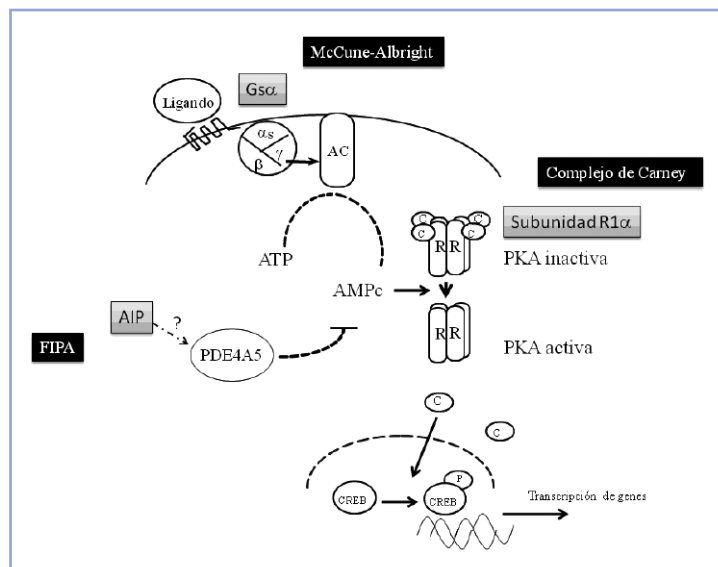 McCune-Albright
Gsα
Ligando
αs
γ
β
AC
Complejo de Carney
C
C
C
C
Subunidad R1α
R R
PKA inactiva
ATP
AMPc
AIP
?
FIPA
PDE4A5
R R
PKA activa
C
C
P
CREB
CREB
Transcripción de genes